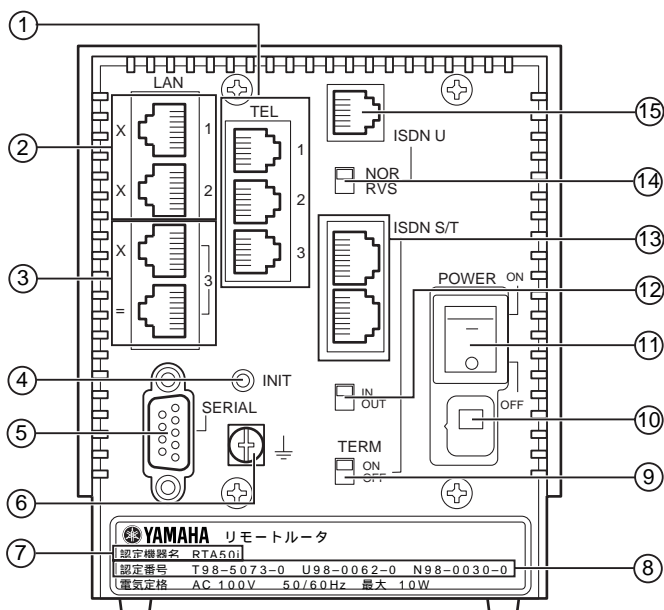 ①
②
③
④
⑤
⑥
⑦
⑧
⑨
⑩
⑪
⑫
⑬
⑭
⑮
LAN
X
1
X
2
X
=
3
TEL
1
2
3
ISDN U
NOR
RVS
ISDN S/T
POWER
ON
OFF
INIT
SERIAL
IN
OUT
TERM
ON
OFF
YAMAHA リモートルータ
認定機器名 RTA50i
認定番号 T98-5073-0 U98-0062-0 N98-0030-0
電気定格 AC 100V 50/60Hz 最大 10W